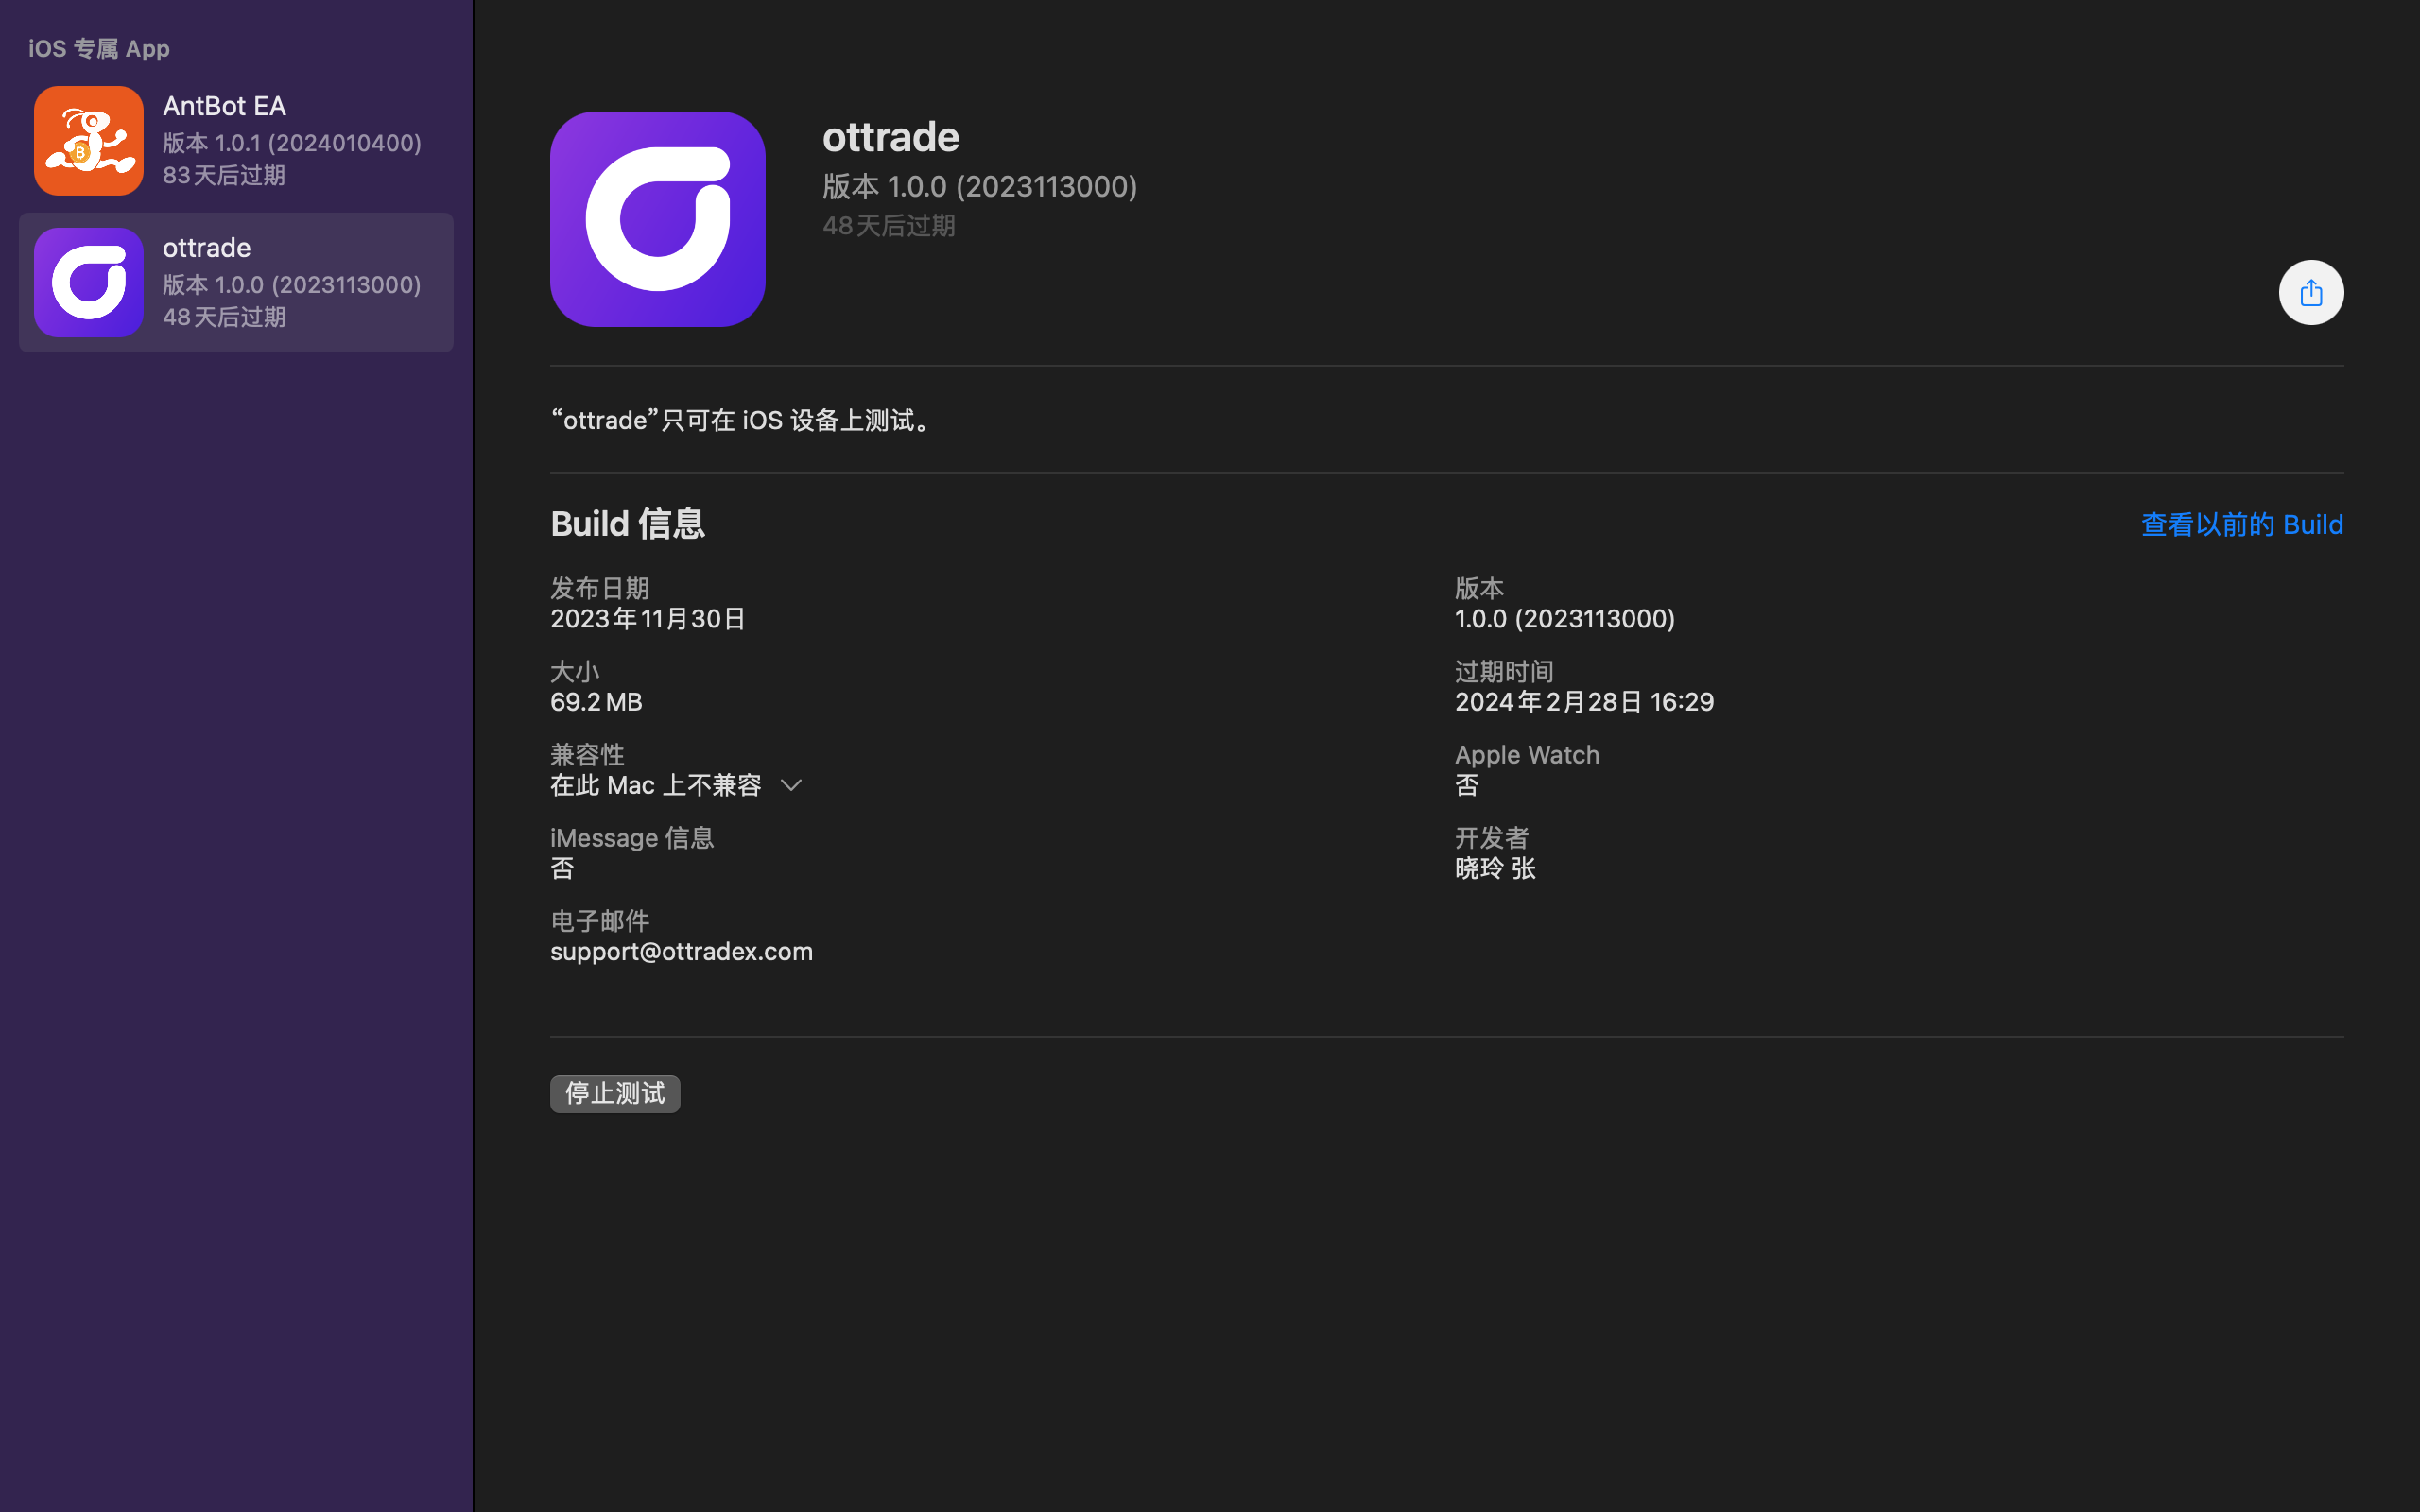 iOS 专属 App
AntBot EA
版本 1.0.1 (2024010400)
83天后过期
ottrade
版本 1.0.0 (2023113000)
48天后过期
ottrade
版本 1.0.0 (2023113000)
48天后过期
“ottrade”只可在 iOS 设备上测试。
Build 信息
查看以前的 Build
发布日期
2023年11月30日
版本
1.0.0 (2023113000)
大小
69.2 MB
过期时间
2024年2月28日 16:29
兼容性
在此 Mac 上不兼容
Apple Watch
否
iMessage 信息
否
开发者
晓玲 张
电子邮件
support@ottradex.com
停止测试